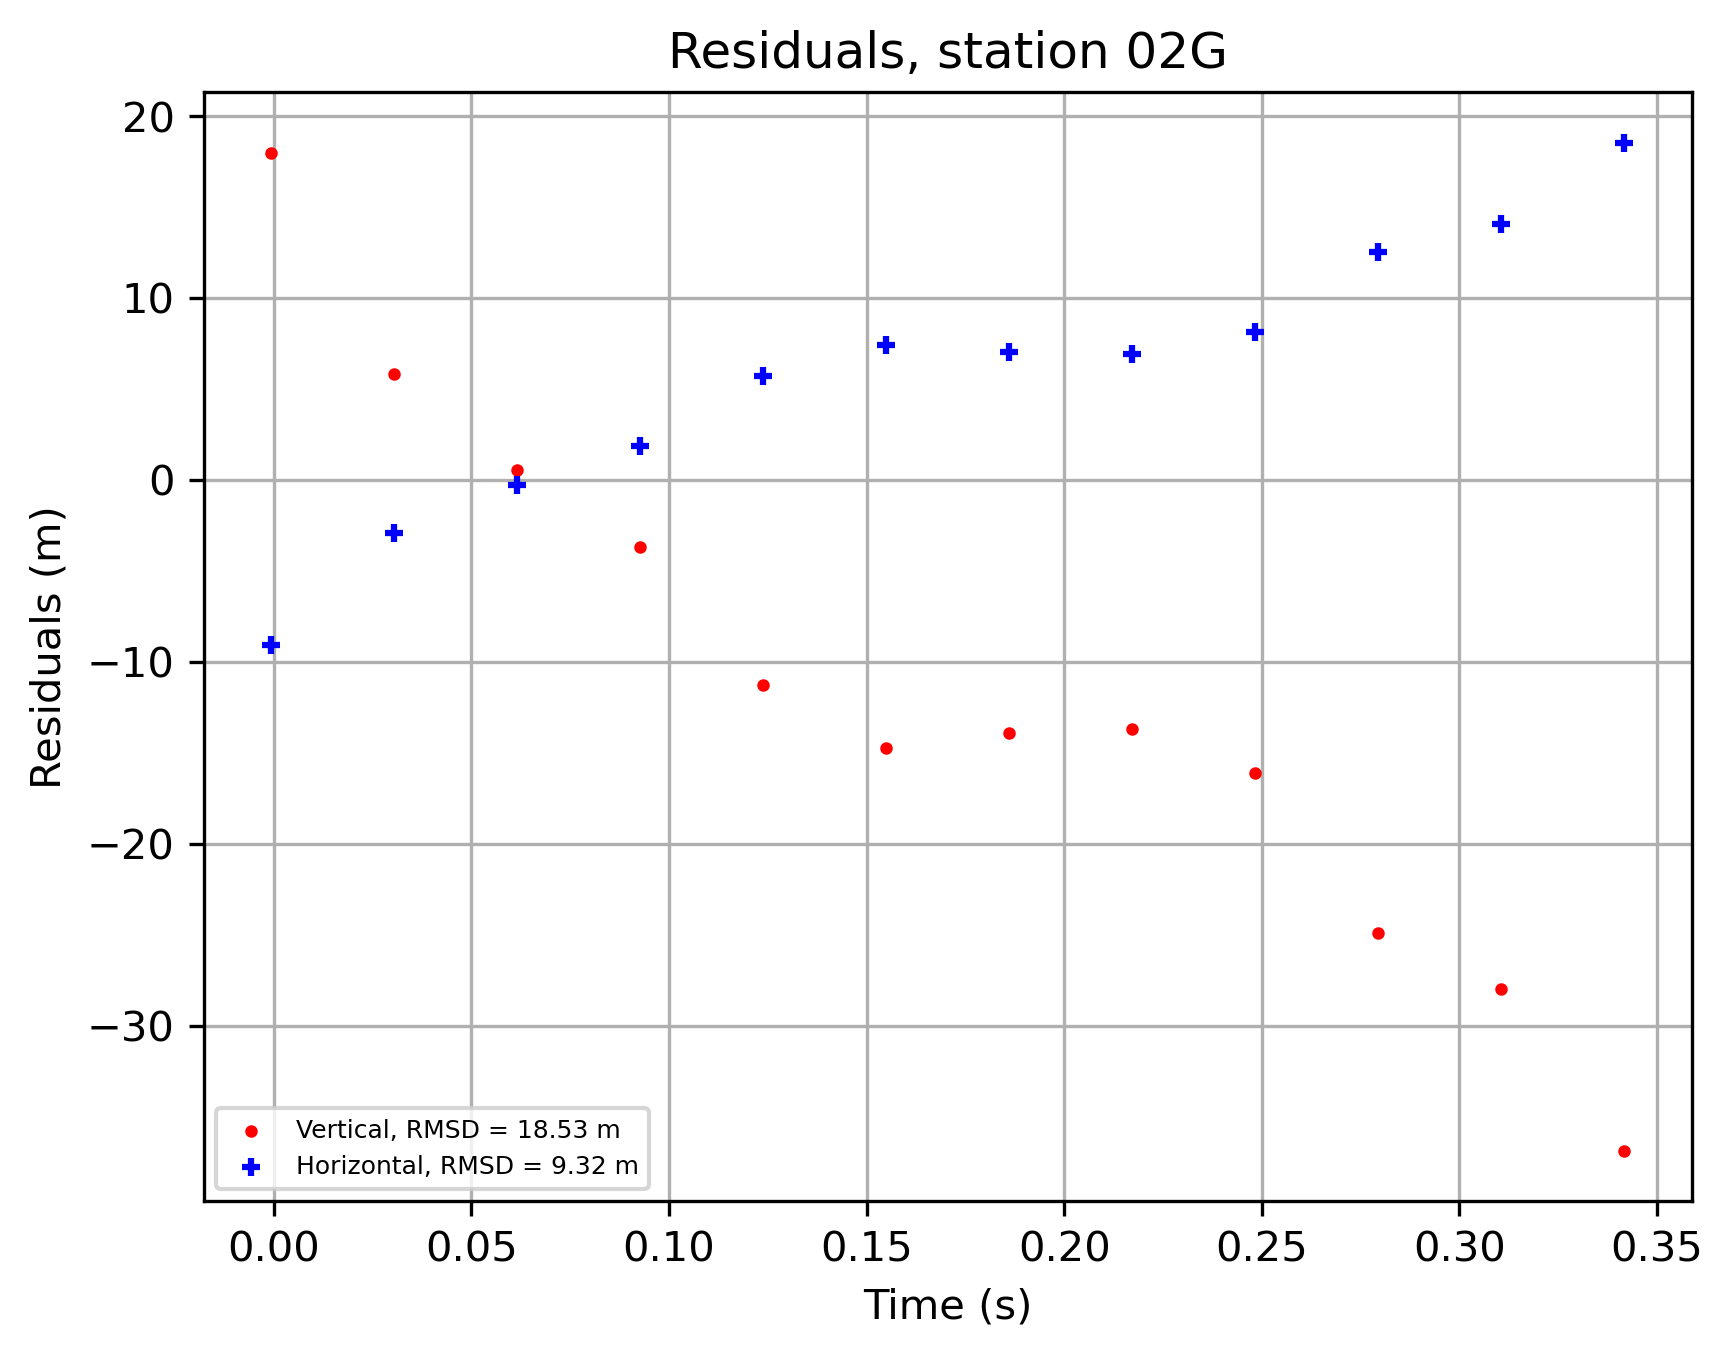 Residuals, station 02G
20
10
0
−10
−20
−30
Residuals (m)
Vertical, RMSD = 18.53 m
Horizontal, RMSD = 9.32 m
0.00 0.05 0.10 0.15 0.20 0.25 0.30 0.35
Time (s)